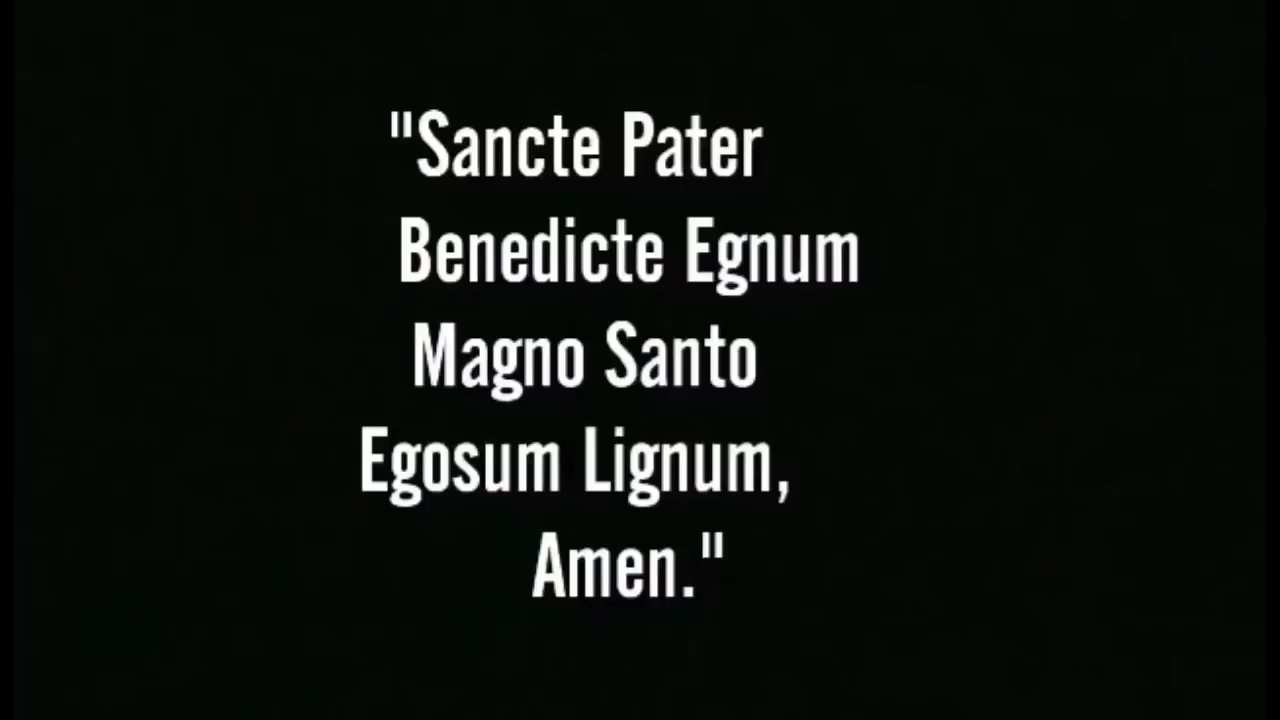 "Sancte Pater
Benedicte Egnum
Magno Santo
Egosum Lignum,
Amen."